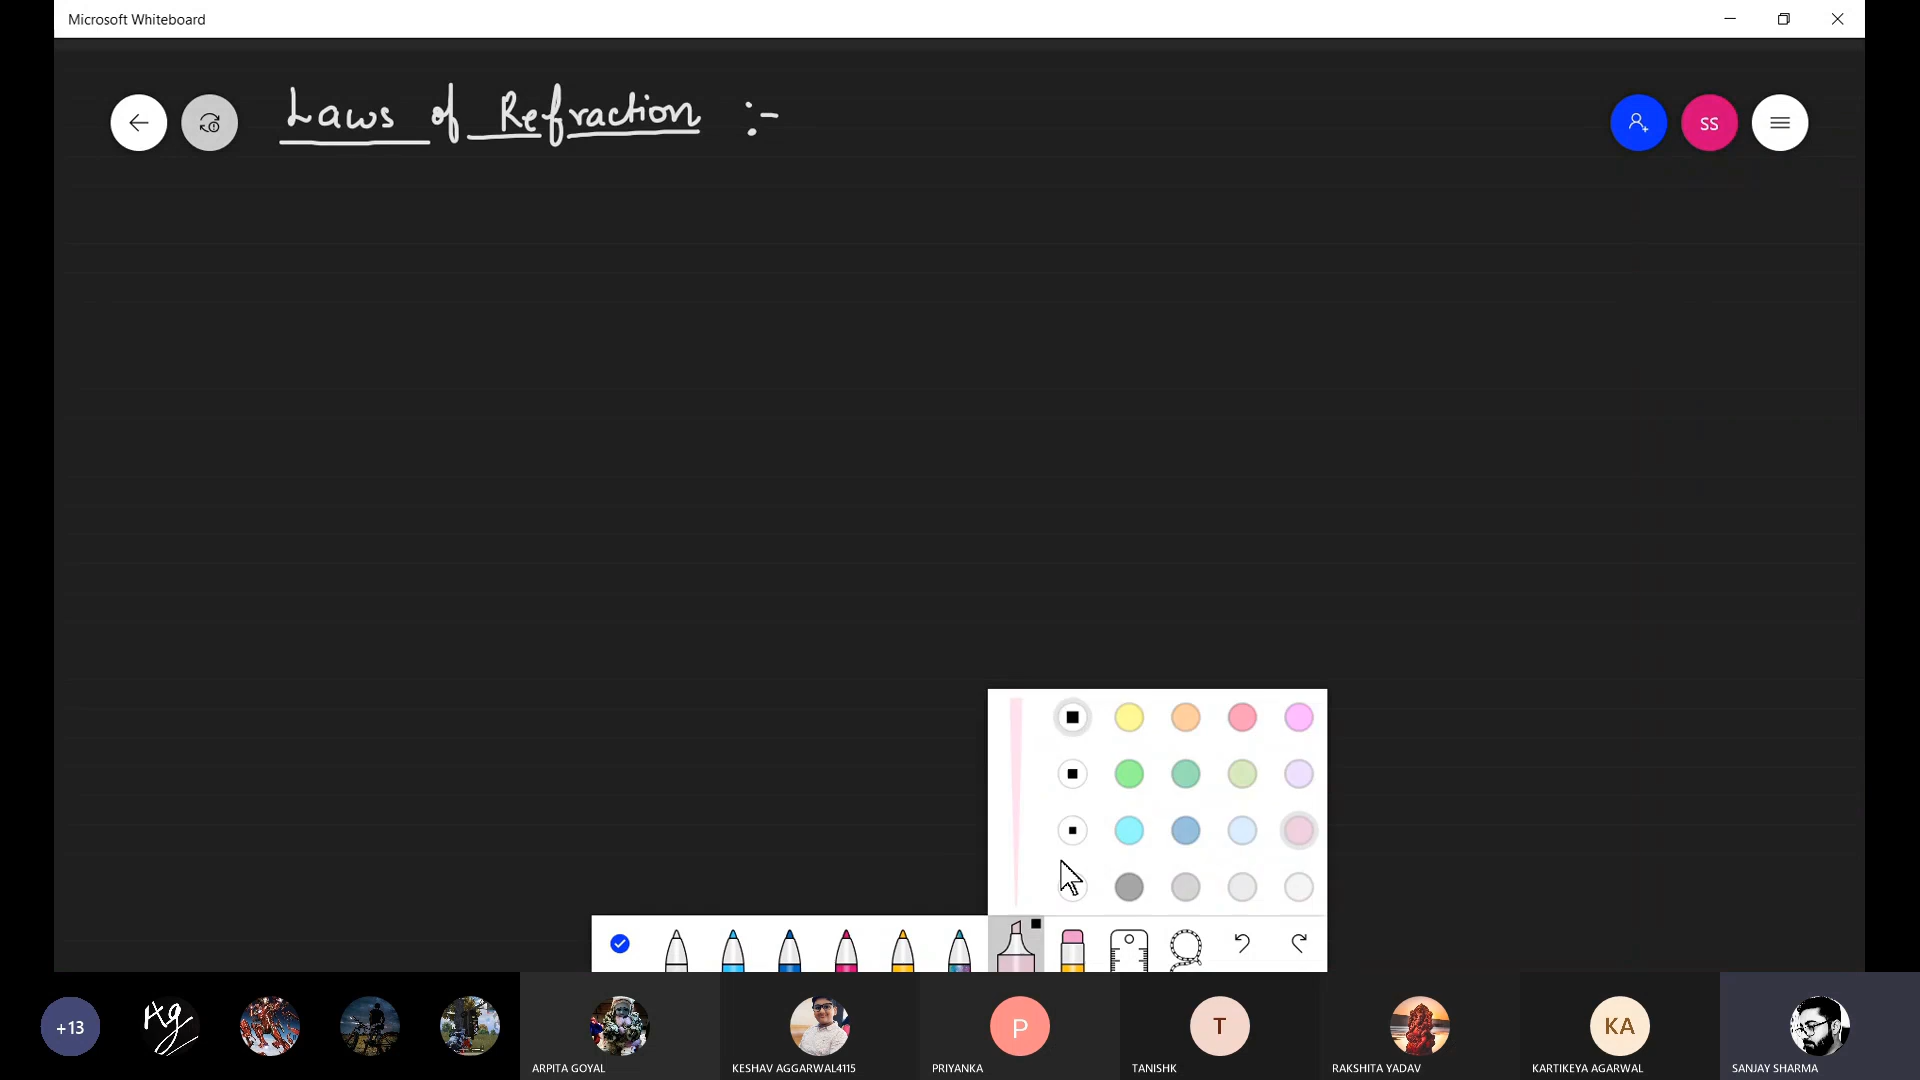 Microsoft Whiteboard
Laws of Refraction :-
SS
+13
Ag
P
T
KA
ARPITA GOYAL
KESHAV AGGARWAL4115
PRIYANKA
TANISHK
RAKSHITA YADAV
KARTIKEYA AGARWAL
SANJAY SHARMA